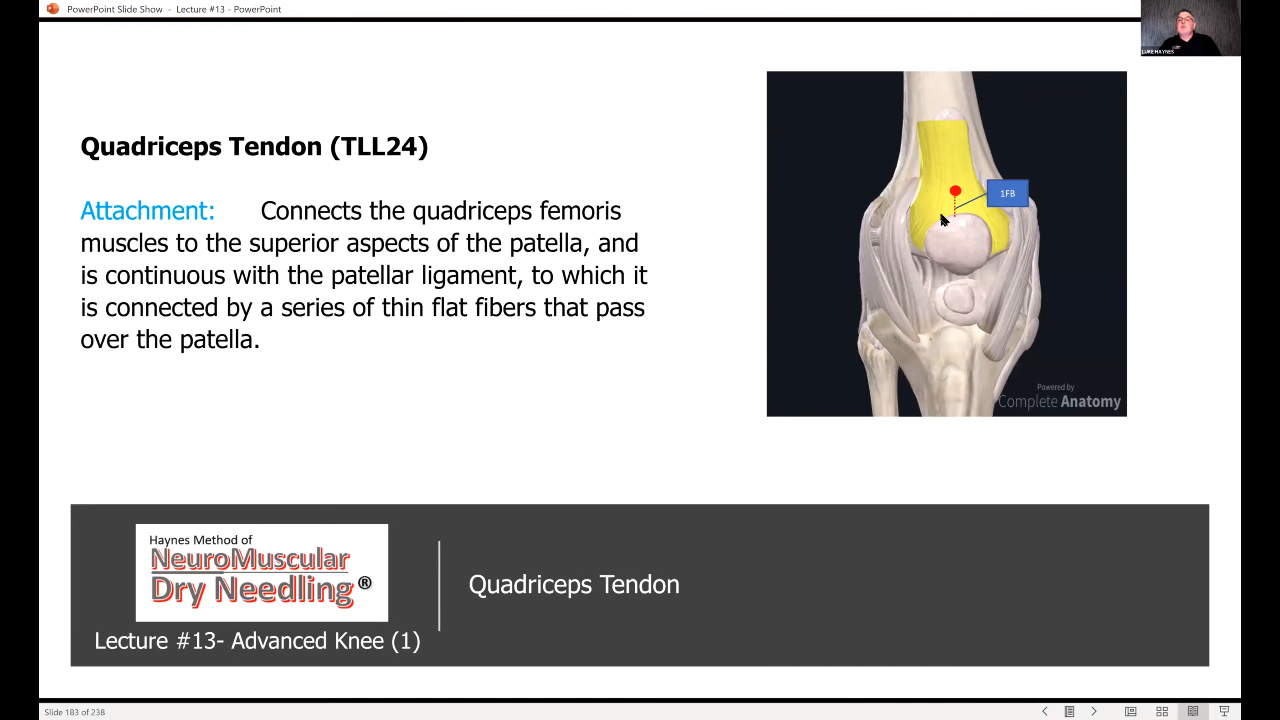 PowerPoint Slide Show - Lecture #13 - PowerPoint
LUKE HAYNES
Quadriceps Tendon (TLL24)
Attachment: Connects the quadriceps femoris
muscles to the superior aspects of the patella, and
is continuous with the patellar ligament, to which it
is connected by a series of thin flat fibers that pass
over the patella.
1FB
Powered by
Complete Anatomy
Haynes Method of
NeuroMuscular
Dry Needling®
Lecture #13- Advanced Knee (1)
Quadriceps Tendon
Slide 183 of 238